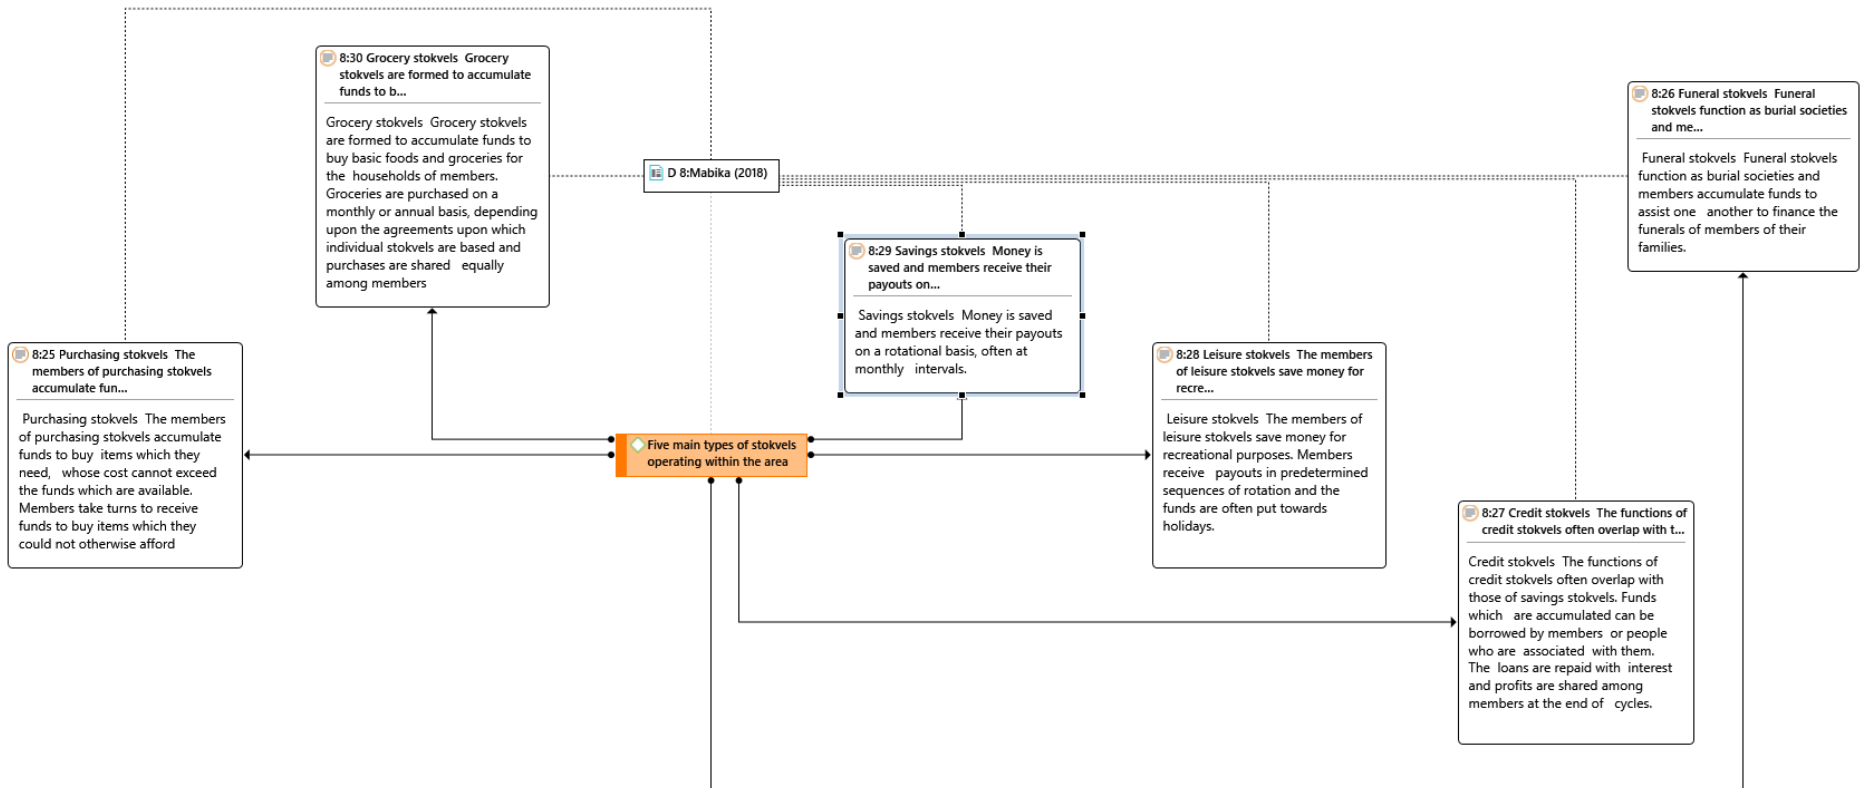 8:30 Grocery stokvels Grocery
stokvels are formed to accumulate
funds to b...
Grocery stokvels Grocery stokvels
are formed to accumulate funds to
buy basic foods and groceries for
the households of members.
Groceries are purchased on a
monthly or annual basis, depending
upon the agreements upon which
individual stokvels are based and
purchases are shared equally
among members
8:26 Funeral stokvels Funeral
stokvels function as burial societies
and me...
Funeral stokvels Funeral stokvels
function as burial societies and
members accumulate funds to
assist one another to finance the
funerals of members of their
families.
D 8:Mabika (2018)
8:29 Savings stokvels Money is
saved and members receive their
payouts on...
Savings stokvels Money is saved
and members receive their payouts
on a rotational basis, often at
monthly intervals.
8:25 Purchasing stokvels The
members of purchasing stokvels
accumulate fun...
Purchasing stokvels The members
of purchasing stokvels accumulate
funds to buy items which they
need, whose cost cannot exceed
the funds which are available.
Members take turns to receive
funds to buy items which they
could not otherwise afford
8:28 Leisure stokvels The members
of leisure stokvels save money for
recre...
Leisure stokvels The members of
leisure stokvels save money for
recreational purposes. Members
receive payouts in predetermined
sequences of rotation and the
funds are often put towards
holidays.
Five main types of stokvels
operating within the area
8:27 Credit stokvels The functions of
credit stokvels often overlap with t...
Credit stokvels The functions of
credit stokvels often overlap with
those of savings stokvels. Funds
which are accumulated can be
borrowed by members or people
who are associated with them.
The loans are repaid with interest
and profits are shared among
members at the end of cycles.